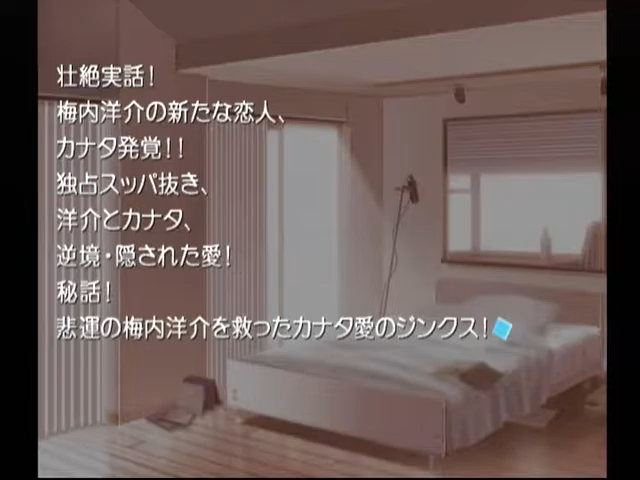 壮絶実話！
梅内洋介の新たな恋人、
カナタ発覚！！
独占スッパ抜き、
洋介とカナタ、
逆境・隠された愛！
秘話！
悲運の梅内洋介を救ったカナタ愛のジンクス！